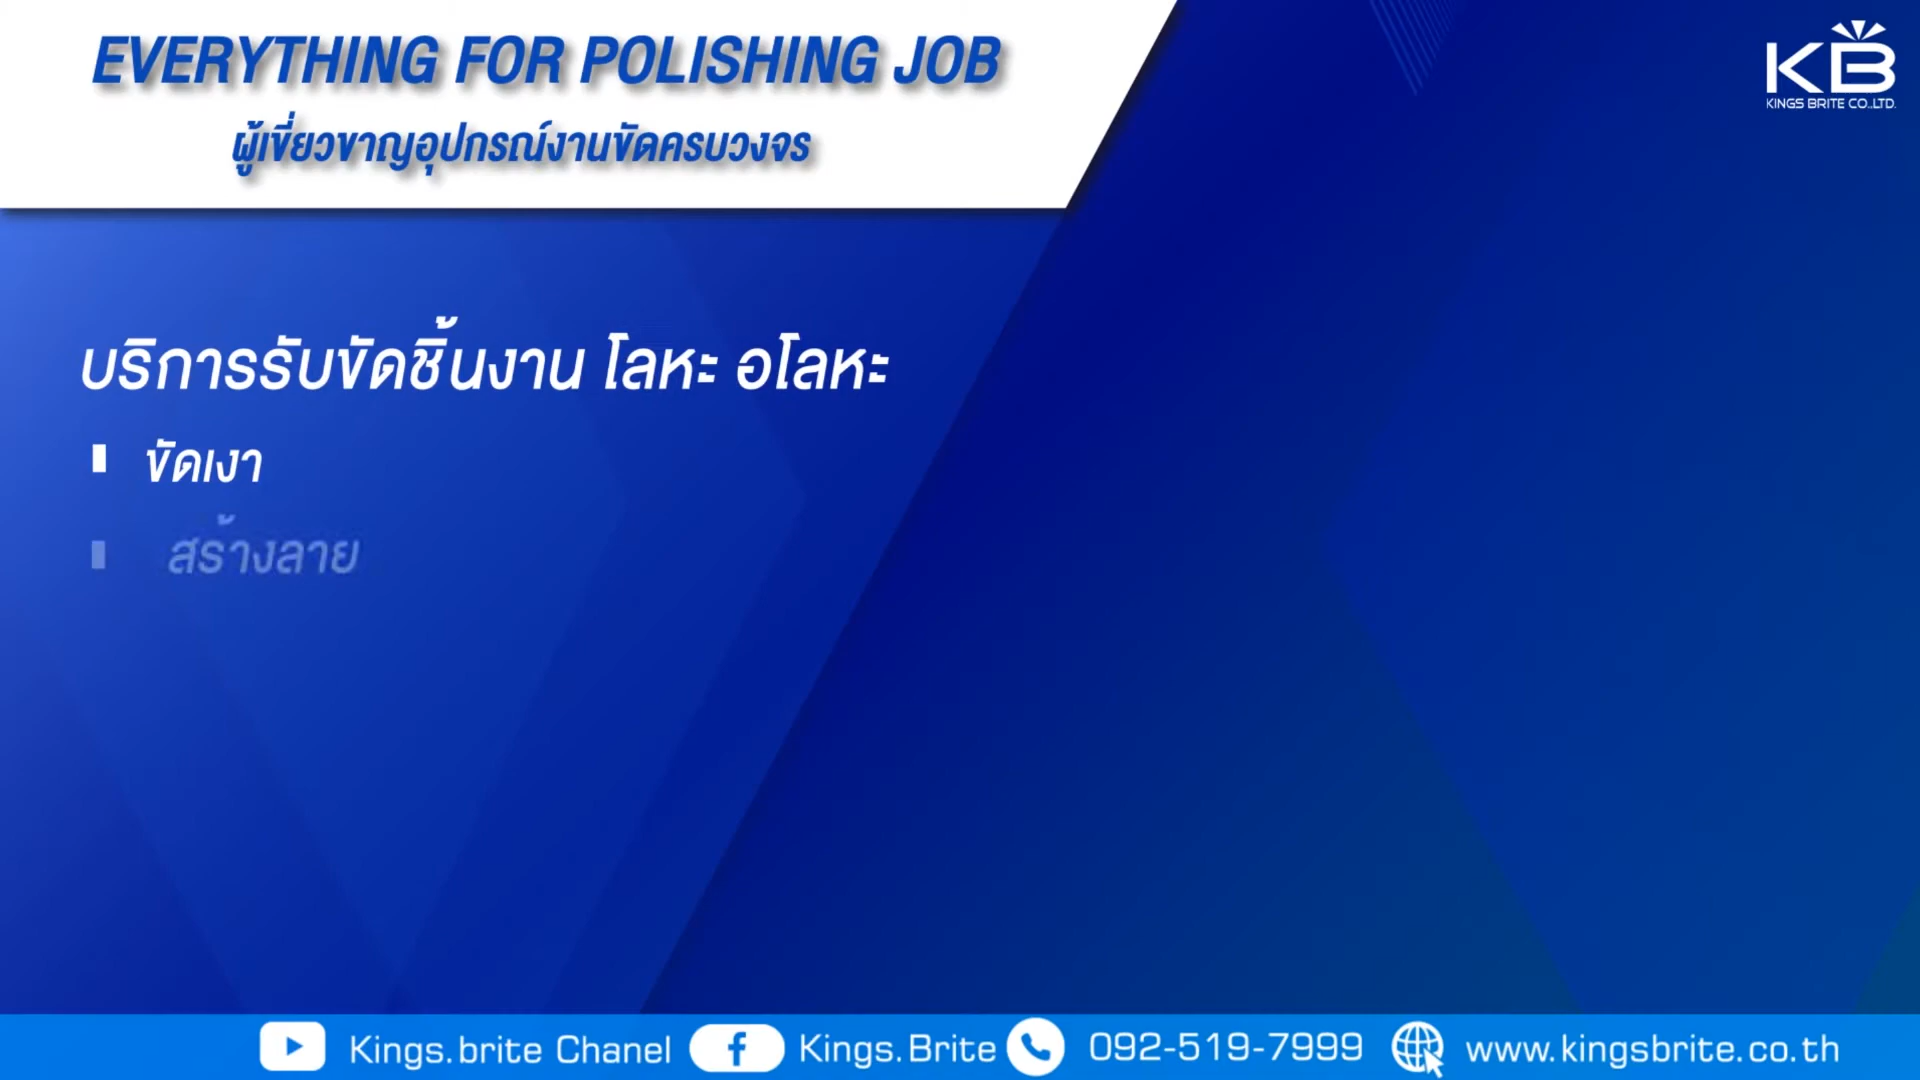 EVERYTHING FOR POLISHING JOB
ผู้เชี่ยวชาญอุปกรณ์งานขัดครบวงจร
KB
KINGS BRITE CO.,LTD.
บริการรับขัดชิ้นงาน โลหะ อโลหะ
ขัดเงา
สร้างลาย
Kings.brite Chanel Kings.Brite 092-519-7999 www.kingsbrite.co.th